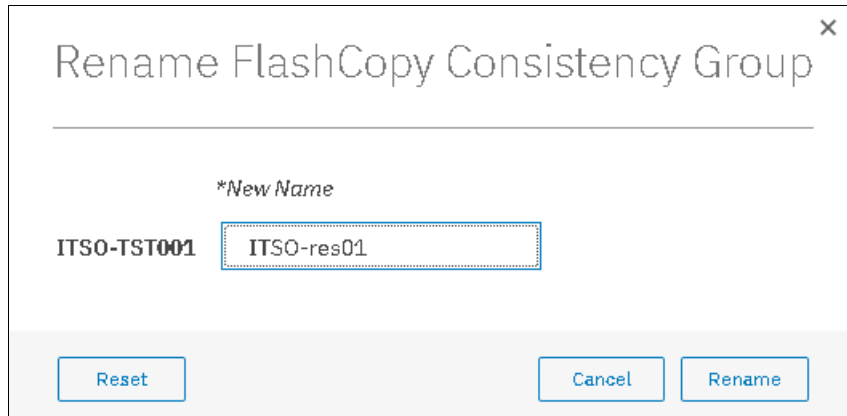 Rename FlashCopy Consistency Group
*New Name
ITSO-TST001 ITSO-res01
Reset Cancel Rename